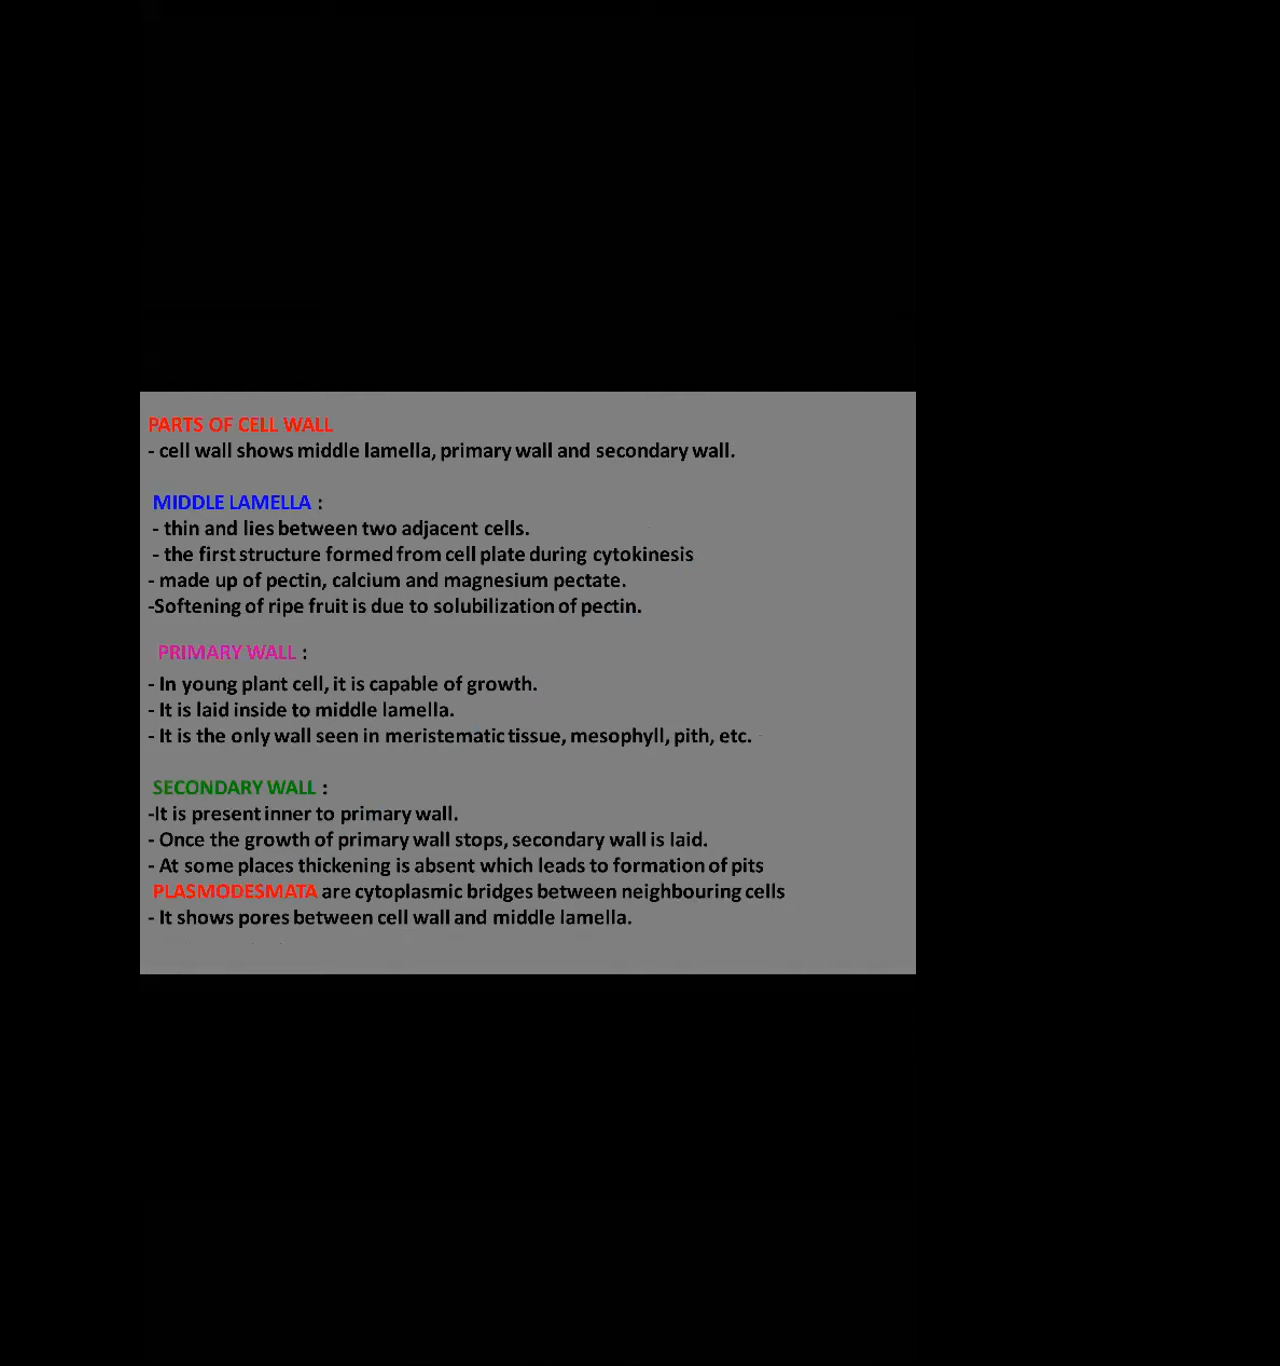 PARTS OF CELL WALL
- cell wall shows middle lamella, primary wall and secondary wall.
MIDDLE LAMELLA :
- thin and lies between two adjacent cells.
- the first structure formed from cell plate during cytokinesis
- made up of pectin, calcium and magnesium pectate.
-Softening of ripe fruit is due to solubilization of pectin.
PRIMARY WALL :
- In young plant cell, it is capable of growth.
- It is laid inside to middle lamella.
- It is the only wall seen in meristematic tissue, mesophyll, pith, etc.
SECONDARY WALL :
-It is present inner to primary wall.
- Once the growth of primary wall stops, secondary wall is laid.
- At some places thickening is absent which leads to formation of pits
PLASMODESMATA are cytoplasmic bridges between neighbouring cells
- It shows pores between cell wall and middle lamella.